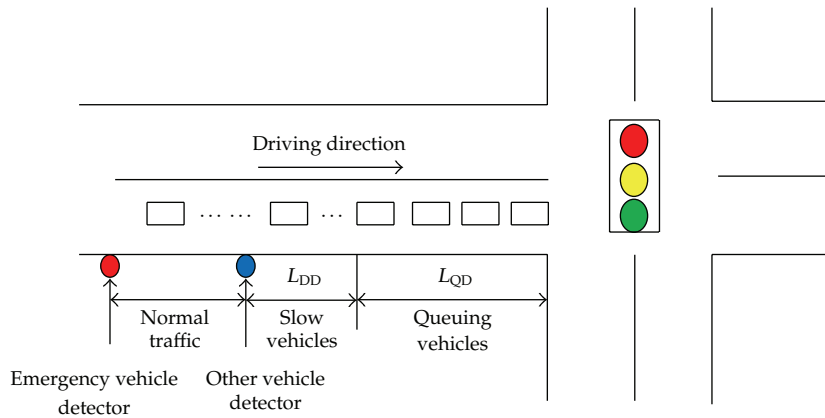 Driving direction
... ...
...
L_DD
L_QD
Normal
traffic
Slow
vehicles
Queuing
vehicles
Emergency vehicle
detector
Other vehicle
detector